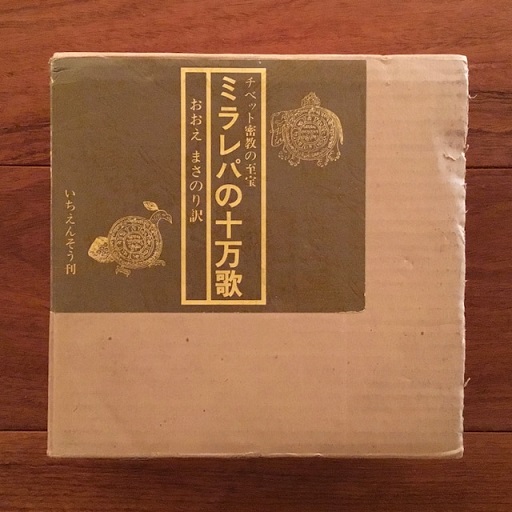 チベット密教の至宝
ミラレパの十万歌
おおえ まさのり訳
いちえんそう刊